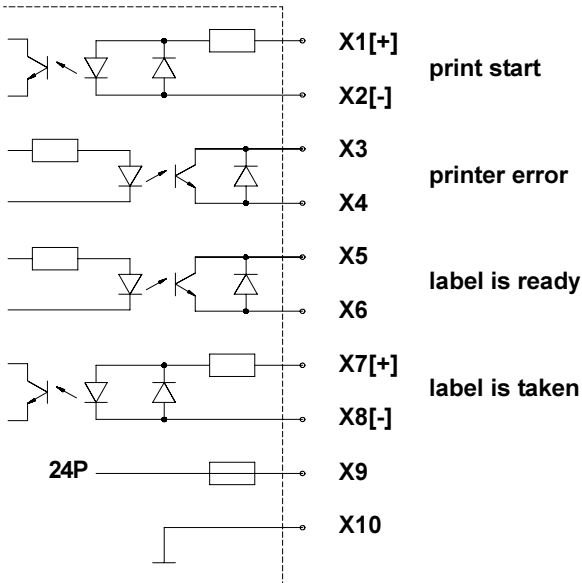 X1[+]
print start
X2[-]
X3
printer error
X4
X5
label is ready
X6
X7[+]
label is taken
X8[-]
24P
X9
X10